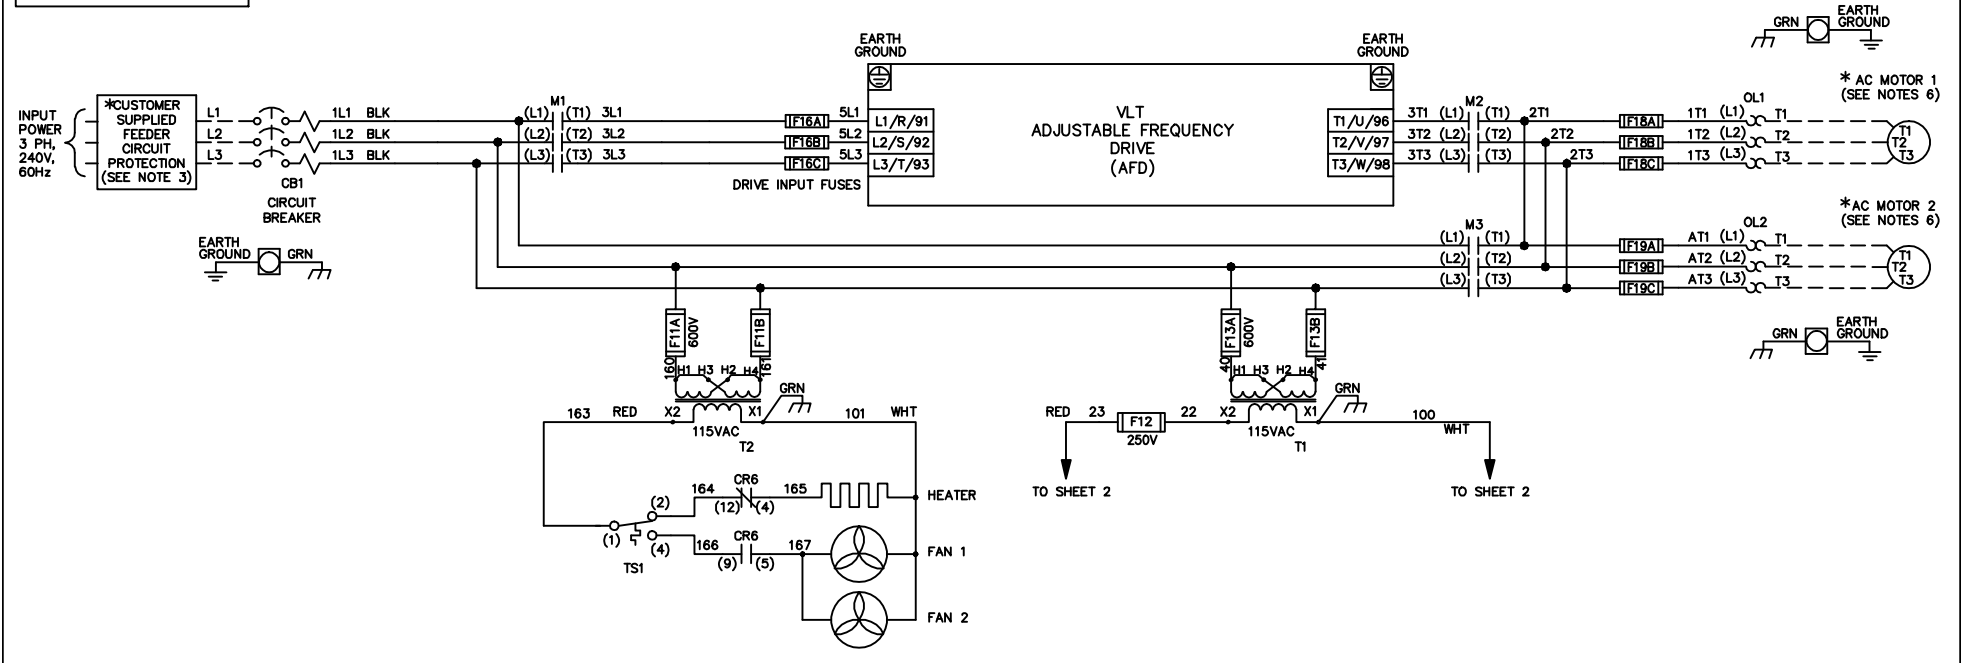 INPUT
POWER
3 PH,
240V,
60Hz
*CUSTOMER
SUPPLIED
FEEDER
CIRCUIT
PROTECTION
(SEE NOTE 3)
L1
L2
L3
CB1
CIRCUIT
BREAKER
1L1 BLK
1L2 BLK
1L3 BLK
EARTH
GROUND
GRN
M1
(L1) (T1) 3L1
(L2) (T2) 3L2
(L3) (T3) 3L3
F16A
F16B
F16C
DRIVE INPUT FUSES
5L1
5L2
5L3
EARTH
GROUND
L1/R/91
L2/S/92
L3/T/93
VLT
ADJUSTABLE FREQUENCY
DRIVE
(AFD)
EARTH
GROUND
T1/U/96
T2/V/97
T3/W/98
M2
3T1 (L1) (T1) 2T1
3T2 (L2) (T2) 2T2
3T3 (L3) (T3) 2T3
F18A
F18B
F18C
OL1
1T1 (L1) T1
1T2 (L2) T2
1T3 (L3) T3
GRN
EARTH
GROUND
* AC MOTOR 1
(SEE NOTES 6)
T1
T2
T3
M3
(L1) (T1)
(L2) (T2)
(L3) (T3)
F19A
F19B
F19C
OL2
AT1 (L1) T1
AT2 (L2) T2
AT3 (L3) T3
*AC MOTOR 2
(SEE NOTES 6)
T1
T2
T3
GRN
EARTH
GROUND
F11A
600V
F11B
160
161
H1 H3 H2 H4
GRN
163 RED X2 X1 101 WHT
115VAC
T2
F13A
600V
F13B
40
41
H1 H3 H2 H4
GRN
RED 23 F12 22 X2 X1 100
WHT
250V
115VAC
T1
TO SHEET 2
TO SHEET 2
CR6
164 165
(2) (12) (4)
HEATER
(1)
(4)
TS1
CR6
166 167
(9) (5)
FAN 1
FAN 2